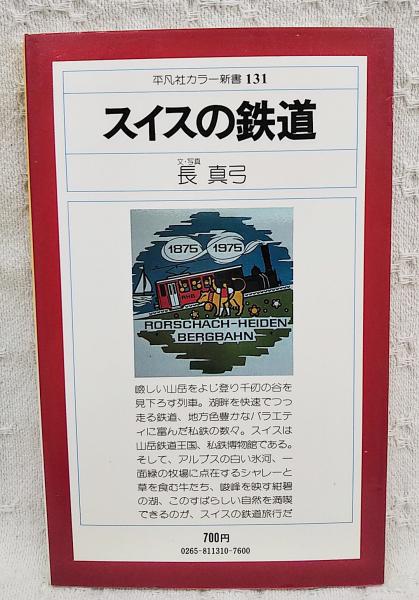 平凡社カラー新書 131
スイスの鉄道
文・写真
長 真弓
1875 1975
RHB
RORSCHACH-HEIDEN
BERGBAHN
嶮しい山岳をよじ登り千仭の谷を
見下ろす列車。湖畔を快速でつっ
走る鉄道、地方色豊かなバラエテ
ィに富んだ私鉄の数々。スイスは
山岳鉄道王国、私鉄博物館である。
そして、アルプスの白い氷河、一
面緑の牧場に点在するシャレーと
草を食む牛たち、峻峰を映す紺碧
の湖、このすばらしい自然を満喫
できるのが、スイスの鉄道旅行だ
700円
0265-811310-7600